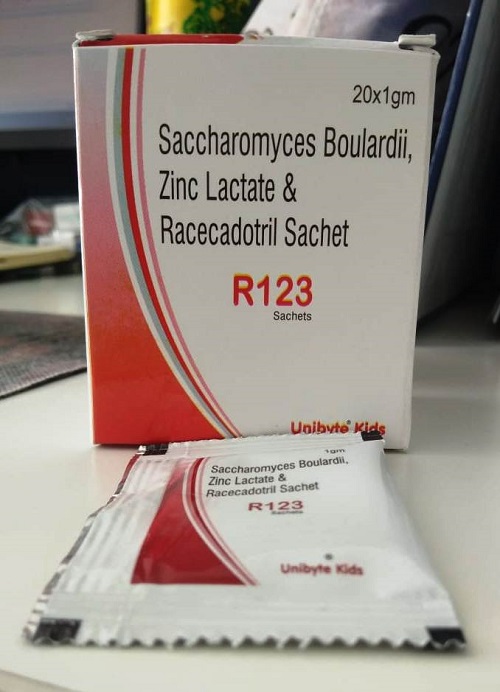 20x1gm
Saccharomyces Boulardii,
Zinc Lactate &
Racecadotril Sachet
R123
Sachets
Unibyte® Kids
1gm
Saccharomyces Boulardii,
Zinc Lactate &
Racecadotril Sachet
R123
Sachets
Unibyte® Kids